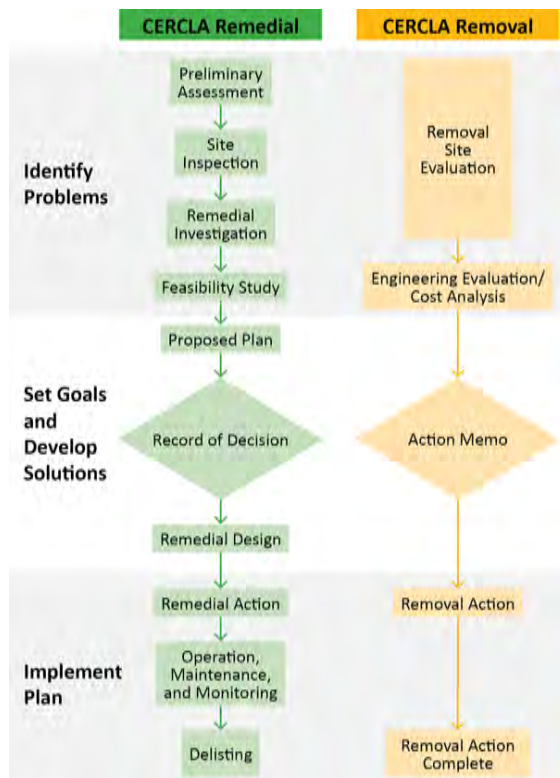 CERCLA Remedial
CERCLA Removal
Identify
Problems
Preliminary
Assessment
Site
Inspection
Remedial
Investigation
Feasibility Study
Removal
Site
Evaluation
Engineering Evaluation/
Cost Analysis
Set Goals
and
Develop
Solutions
Proposed Plan
Record of Decision
Remedial Design
Action Memo
Implement
Plan
Remedial Action
Operation,
Maintenance,
and Monitoring
Delisting
Removal Action
Removal Action
Complete